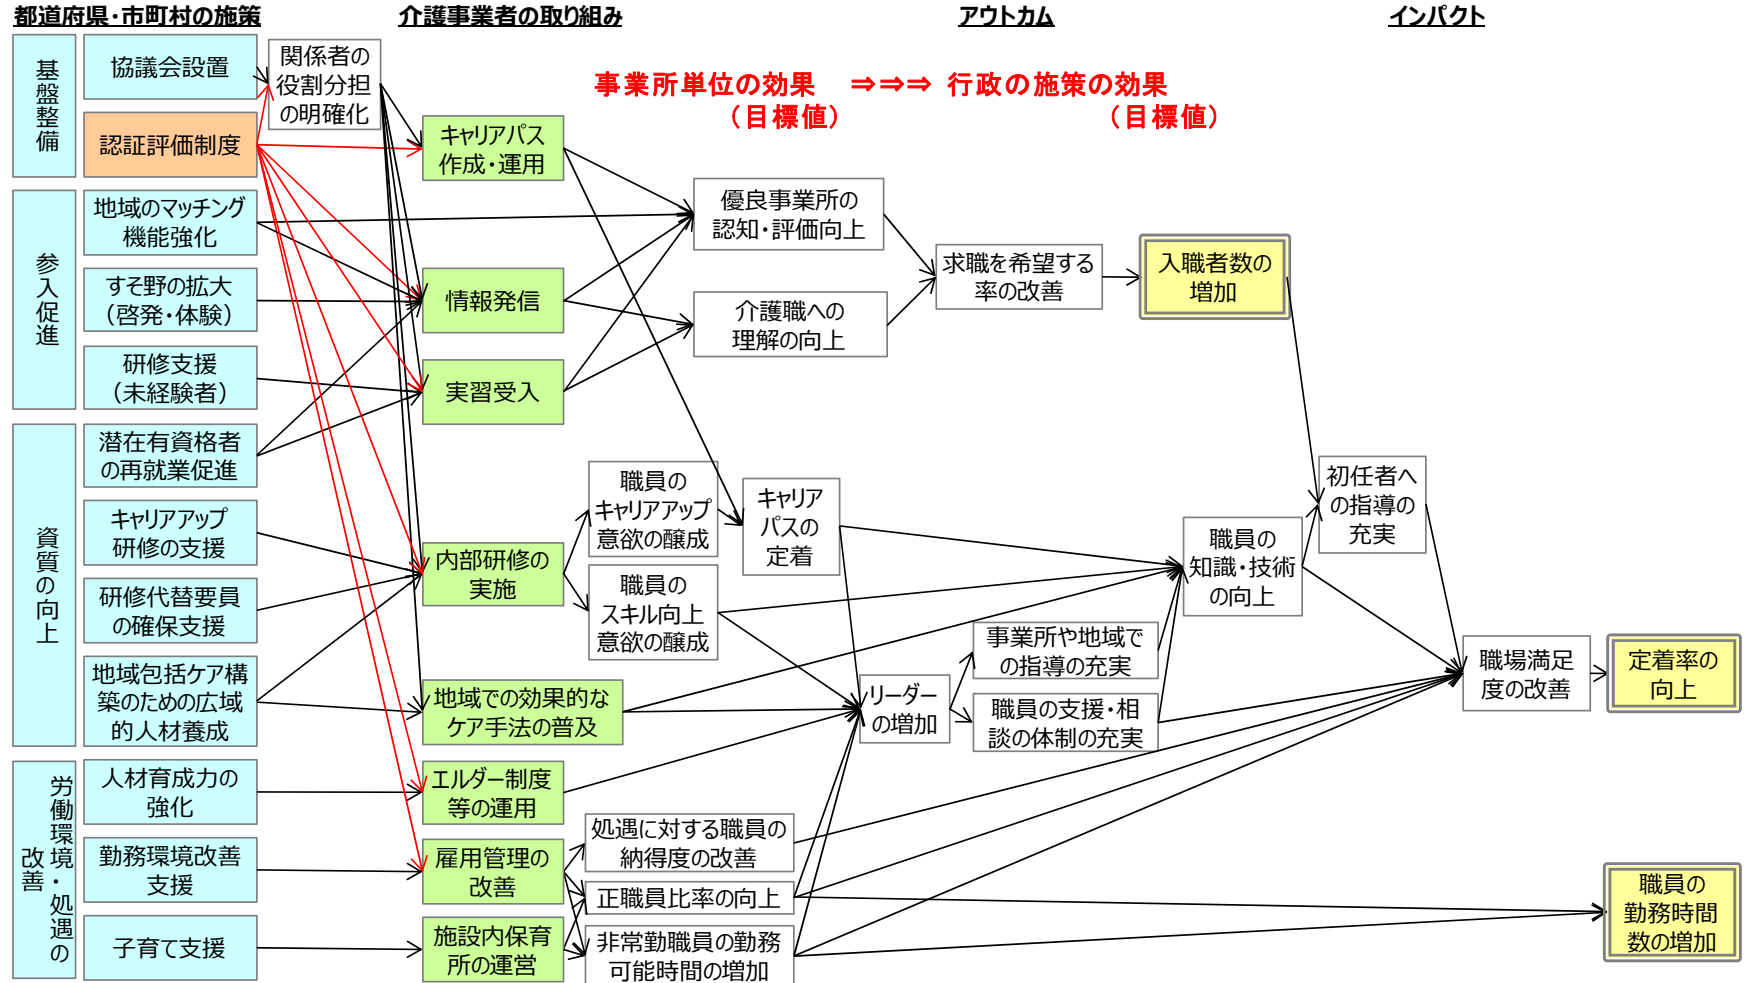 都道府県・市町村の施策
介護事業者の取り組み
アウトカム
インパクト
事業所単位の効果 ⇒⇒⇒ 行政の施策の効果
（目標値）
（目標値）
基盤整備
協議会設置
認証評価制度
関係者の
役割分担
の明確化
参入促進
地域のマッチング
機能強化
すそ野の拡大
（啓発・体験）
研修支援
（未経験者）
資質の向上
潜在有資格者
の再就業促進
キャリアアップ
研修の支援
研修代替要員
の確保支援
地域包括ケア構
築のための広域
的人材養成
労働環境・処遇の
改善
人材育成力の
強化
勤務環境改善
支援
子育て支援
キャリアパス
作成・運用
情報発信
実習受入
内部研修の
実施
地域での効果的な
ケア手法の普及
エルダー制度
等の運用
雇用管理の
改善
施設内保育
所の運営
職員の
キャリアアップ
意欲の醸成
職員の
スキル向上
意欲の醸成
処遇に対する職員の
納得度の改善
正職員比率の向上
非常勤職員の勤務
可能時間の増加
優良事業所の
認知・評価向上
介護職への
理解の向上
キャリア
パスの
定着
リーダー
の増加
求職を希望する
率の改善
事業所や地域で
の指導の充実
職員の支援・相
談の体制の充実
入職者数の
増加
職員の
知識・技術
の向上
初任者へ
の指導の
充実
職場満足
度の改善
定着率の
向上
職員の
勤務時間
数の増加